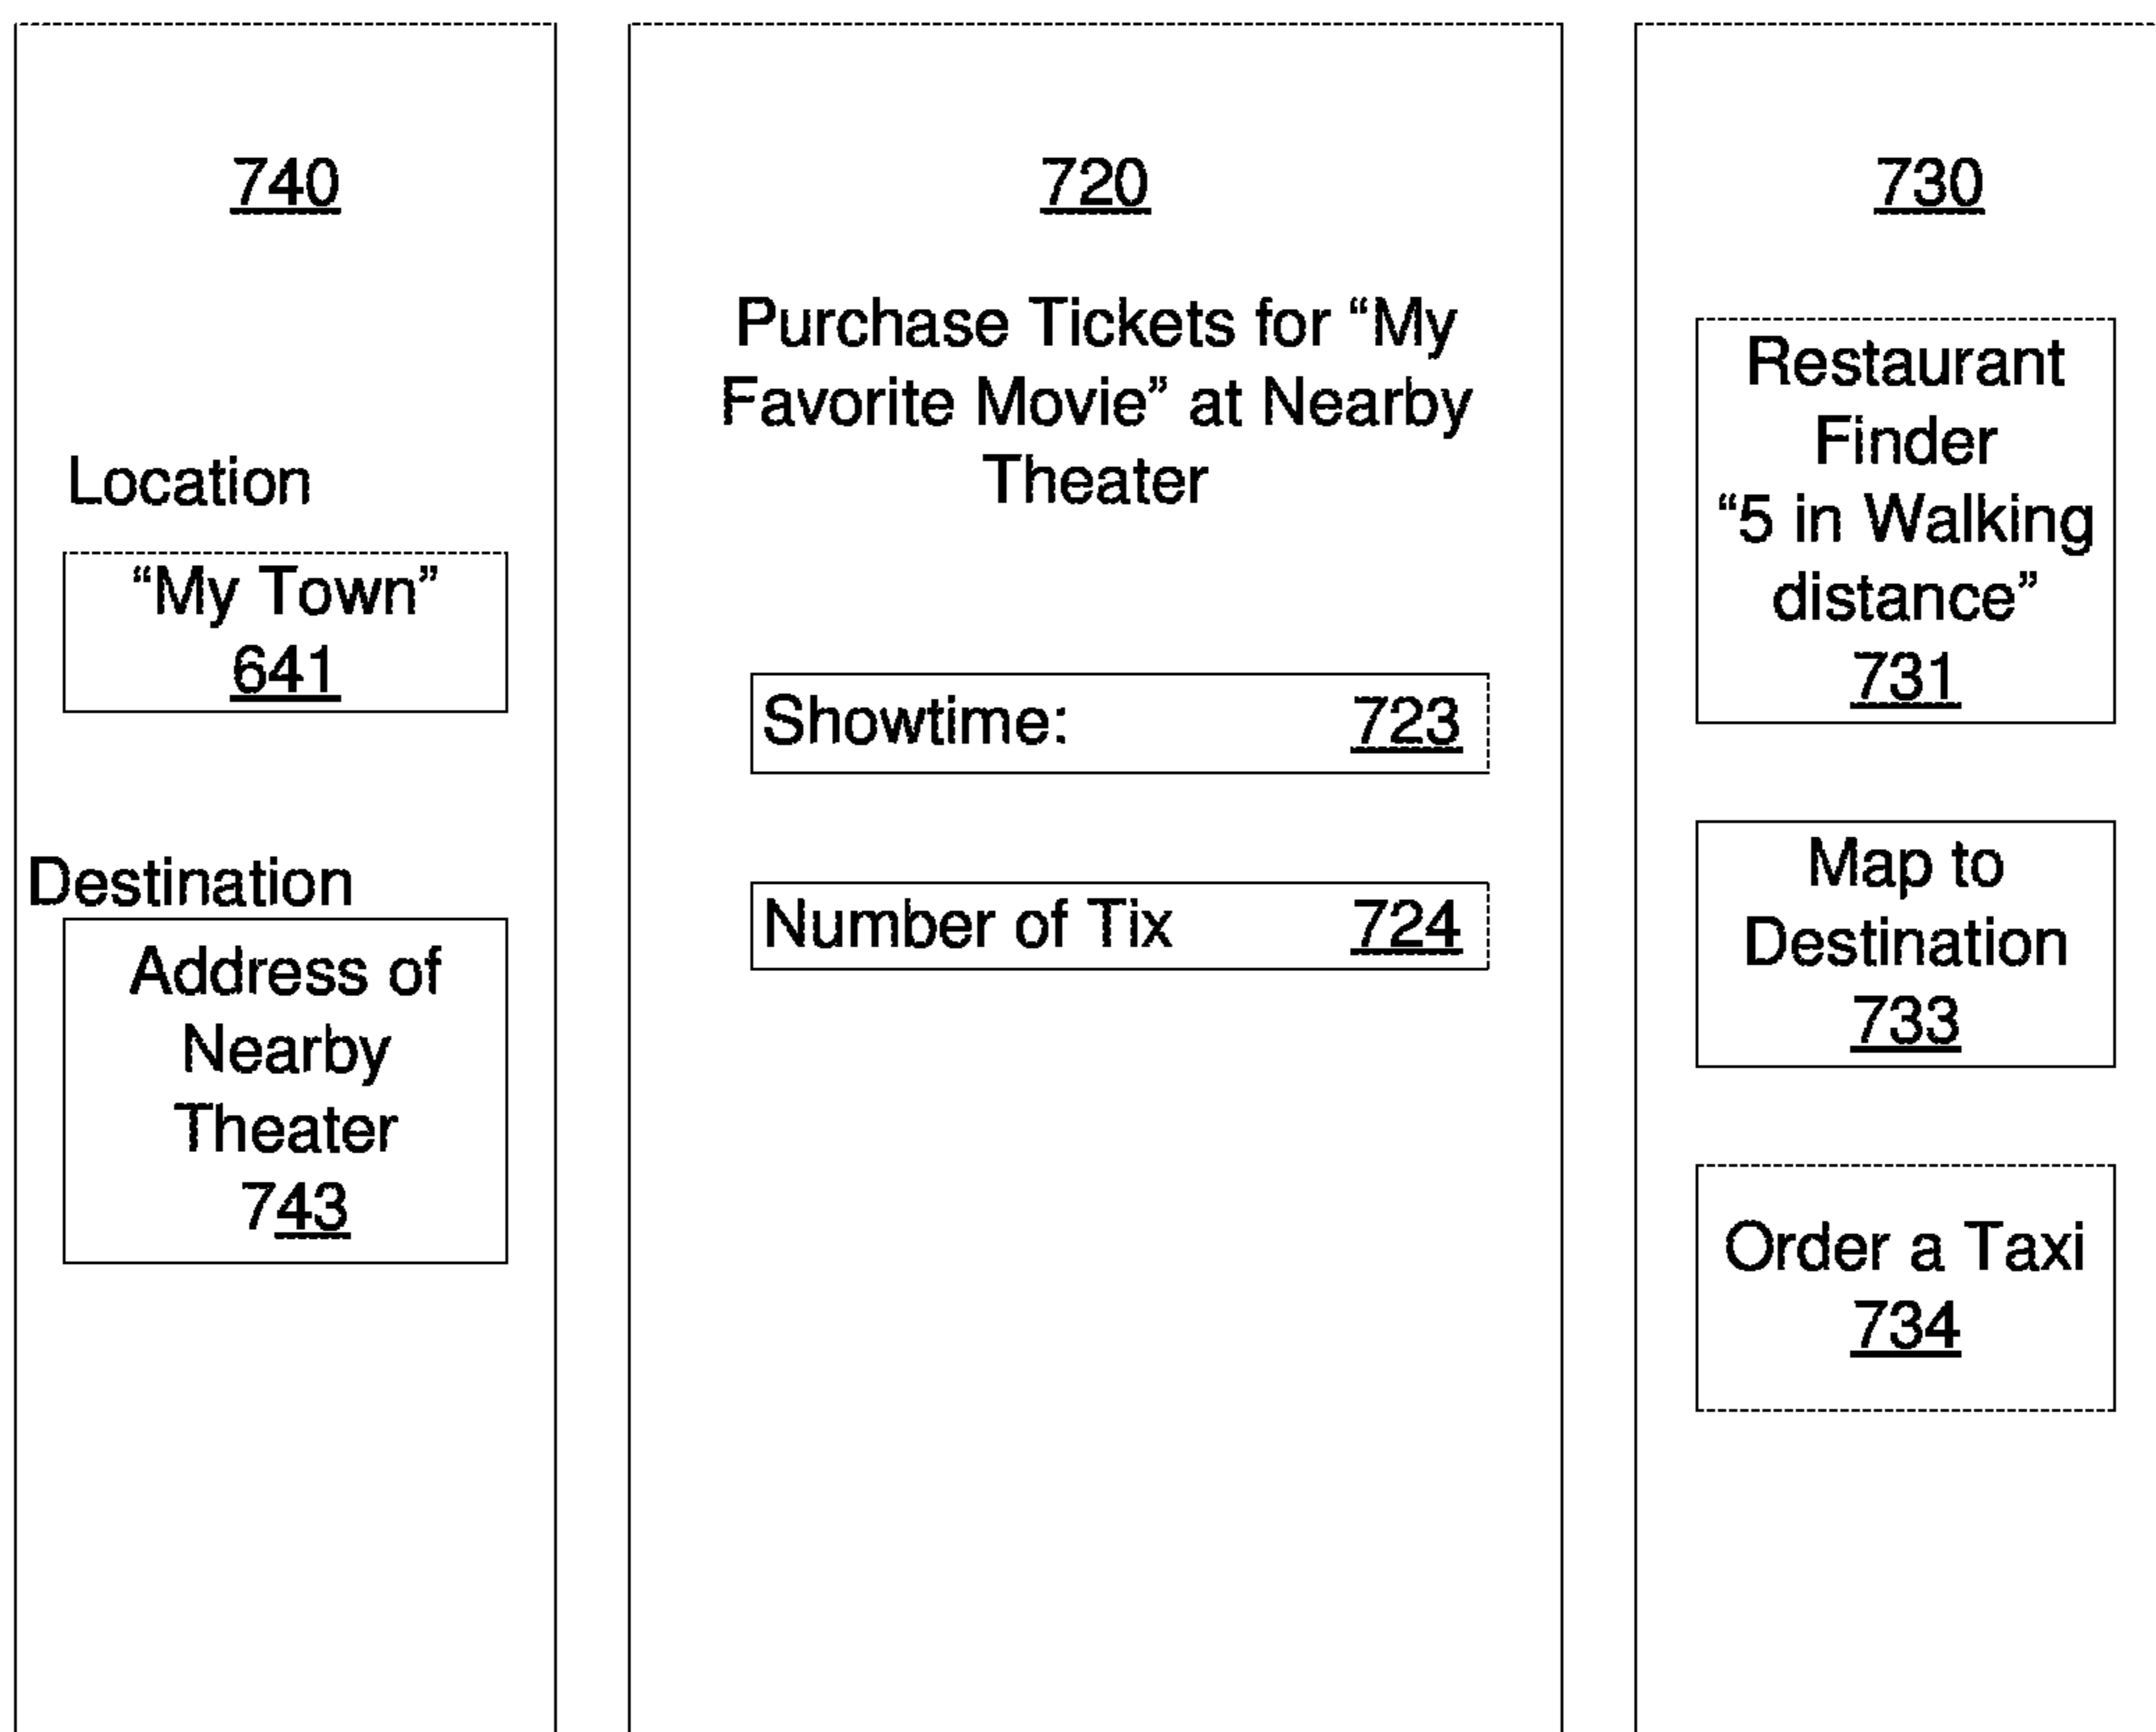 740
Location
“My Town”
641
Destination
Address of
Nearby
Theater
743
720
Purchase Tickets for “My
Favorite Movie” at Nearby
Theater
Showtime: 723
Number of Tix 724
730
Restaurant
Finder
“5 in Walking
distance”
731
Map to
Destination
733
Order a Taxi
734